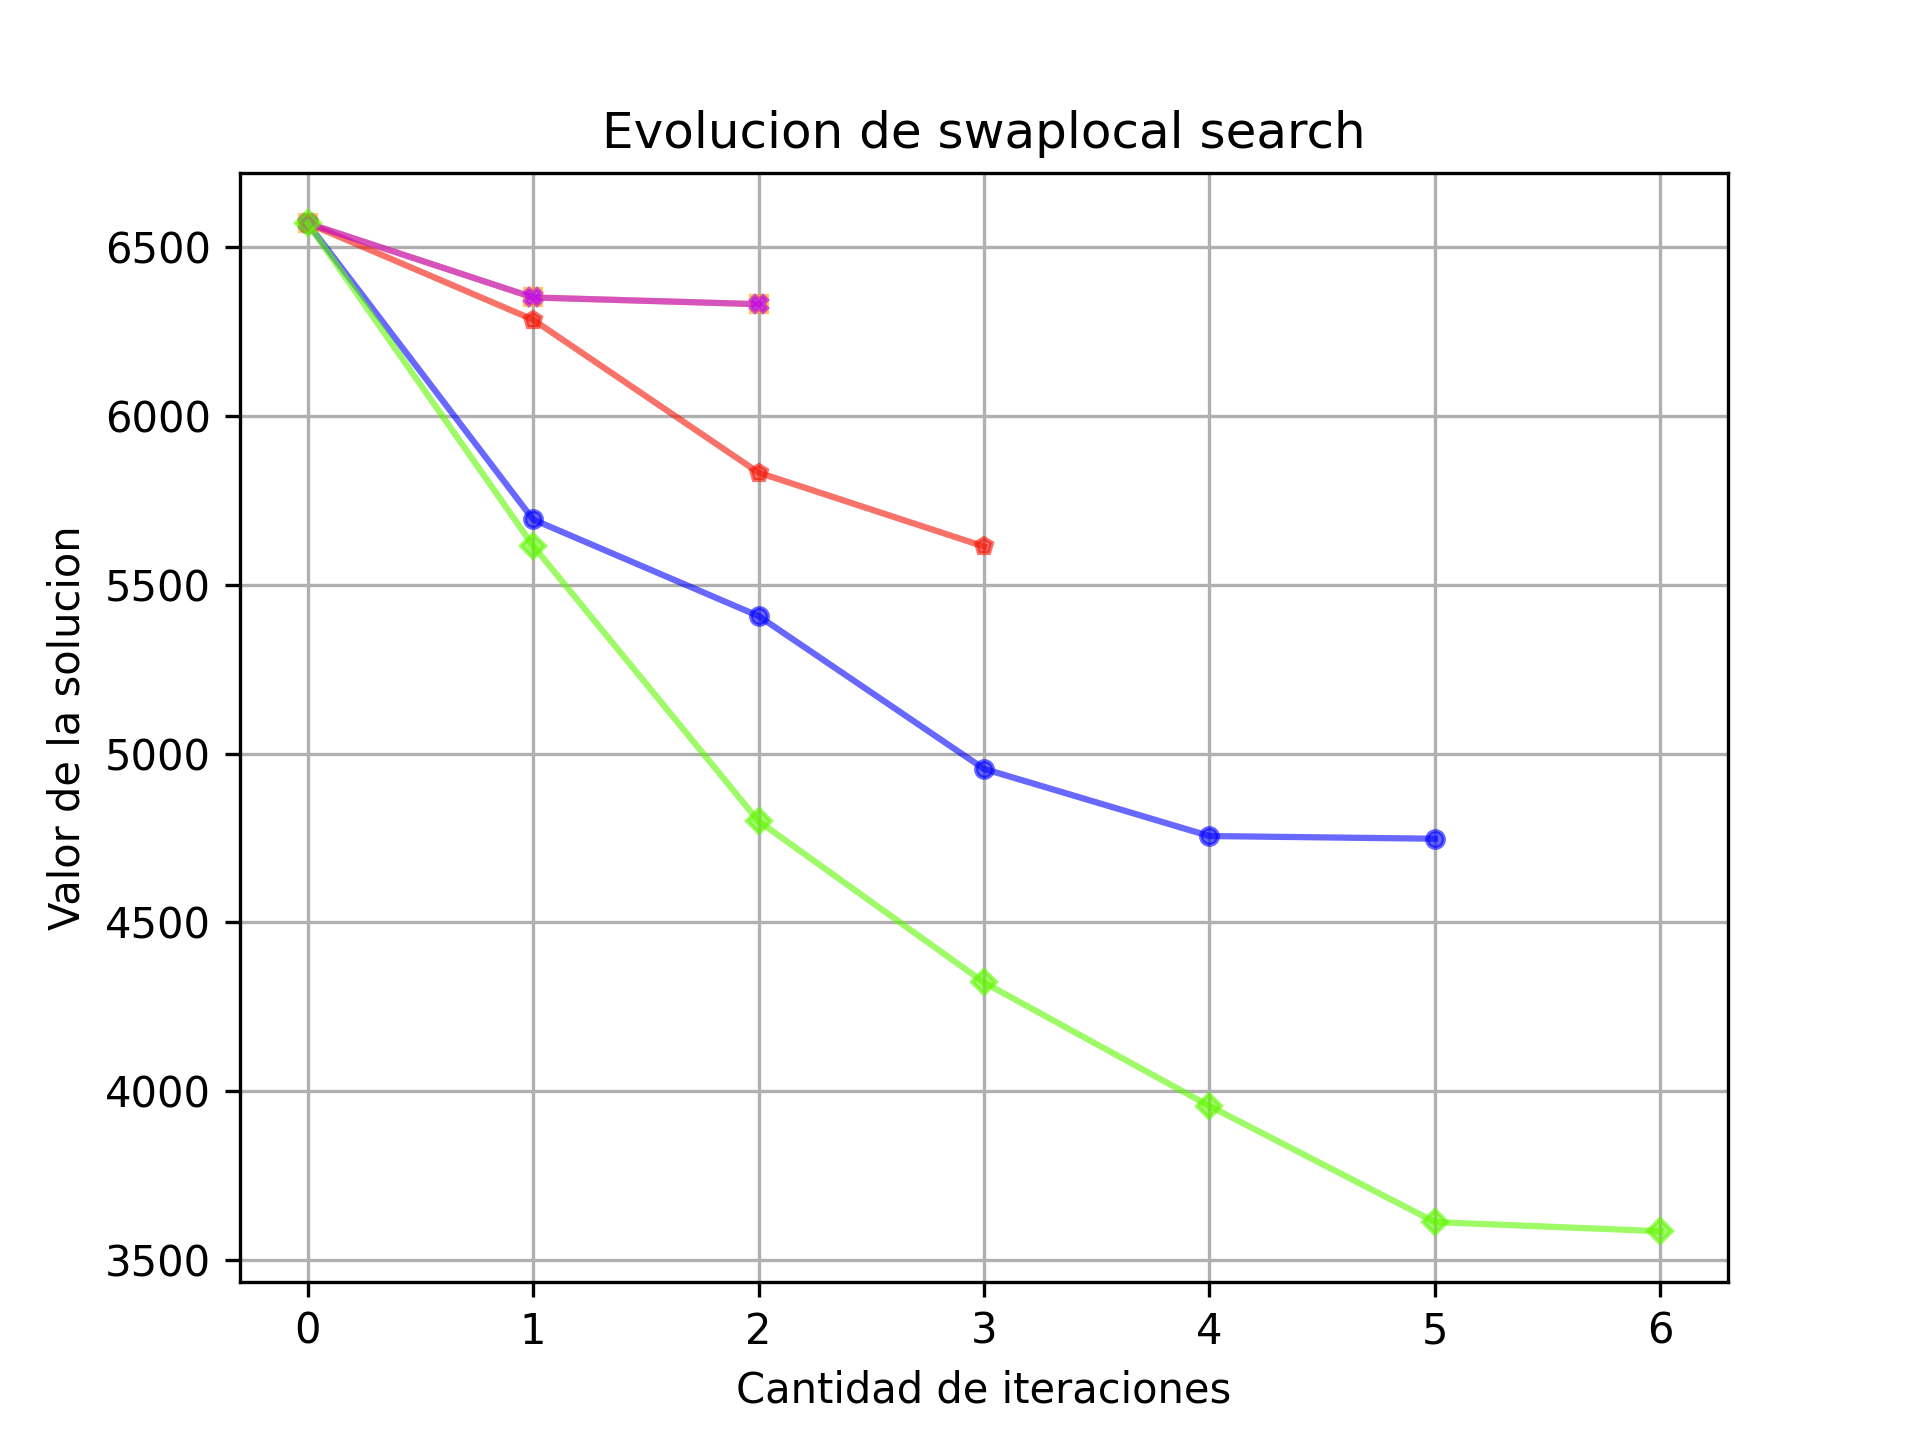 Evolucion de swaplocal search
Valor de la solucion
6500
6000
5500
5000
4500
4000
3500
0 1 2 3 4 5 6
Cantidad de iteraciones